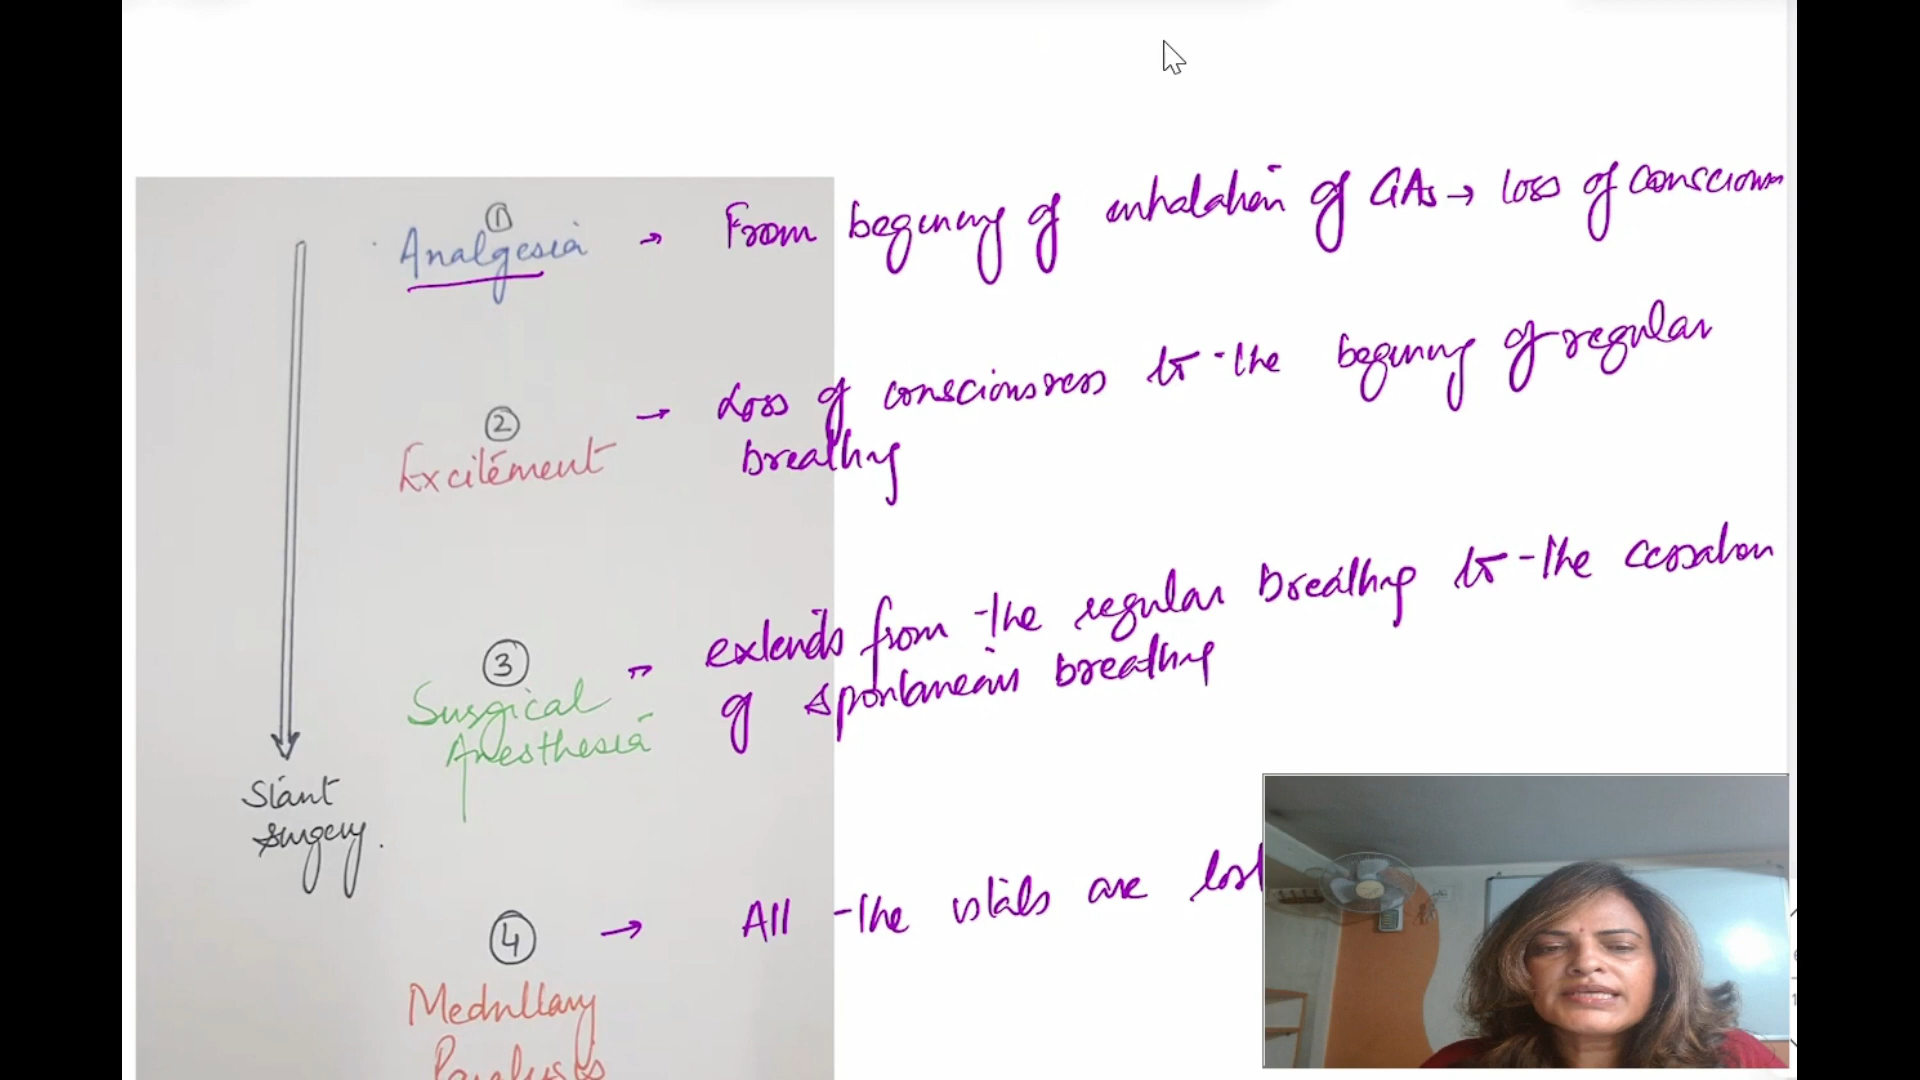 ①
Analgesia → From beginning of inhalation of GAs → loss of conscious
②
Excitement → Loss of consciousness to the beginning of regular
breathing
③
Surgical Anesthesia → extends from the regular breathing to the cessation
of spontaneous breathing
Start
surgery.
④ → All the vitals are lost
Medullary
Paralysis